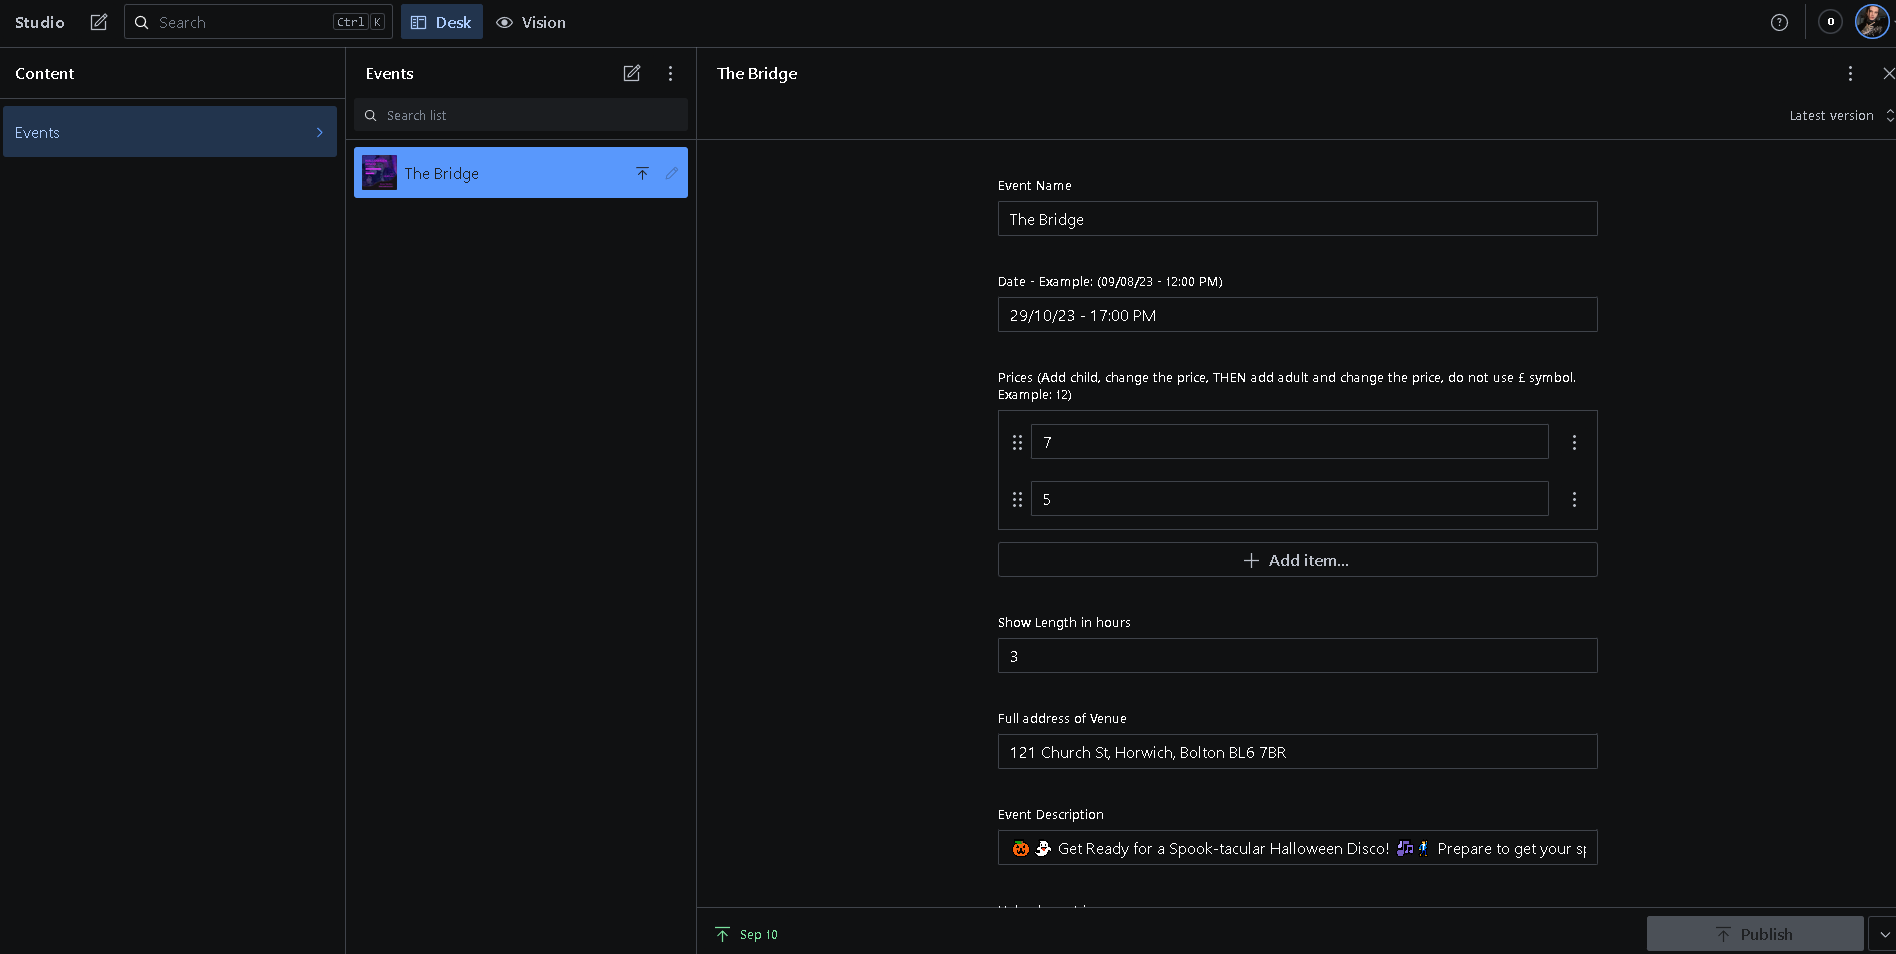 Studio
Search
Ctrl K
Desk
Vision
0
Content
Events
Events
Search list
The Bridge
The Bridge
Latest version
Event Name
The Bridge
Date - Example: (09/08/23 - 12:00 PM)
29/10/23 - 17:00 PM
Prices (Add child, change the price, THEN add adult and change the price, do not use £ symbol.
Example: 12)
7
5
Add item...
Show Length in hours
3
Full address of Venue
121 Church St, Horwich, Bolton BL6 7BR
Event Description
🎃👻 Get Ready for a Spook-tacular Halloween Disco! 🎶🕺 Prepare to get your
Sep 10
Publish